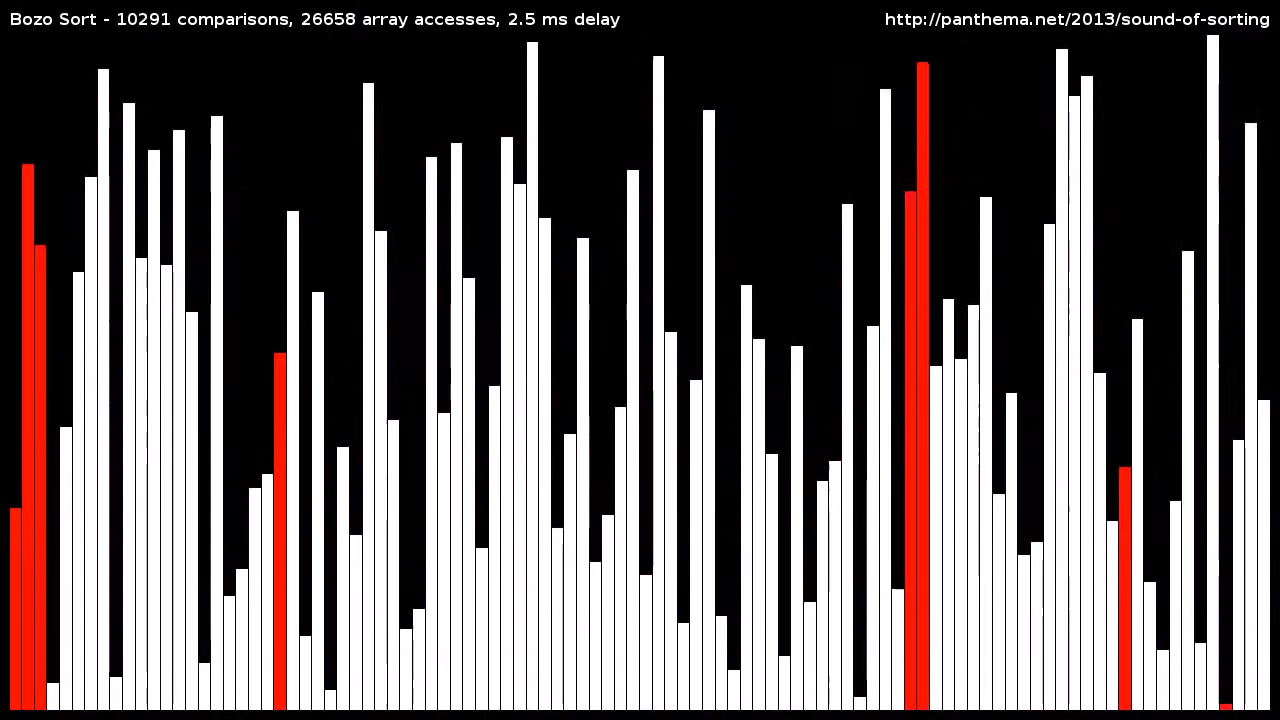 Bozo Sort - 10291 comparisons, 26658 array accesses, 2.5 ms delay
http://panthema.net/2013/sound-of-sorting